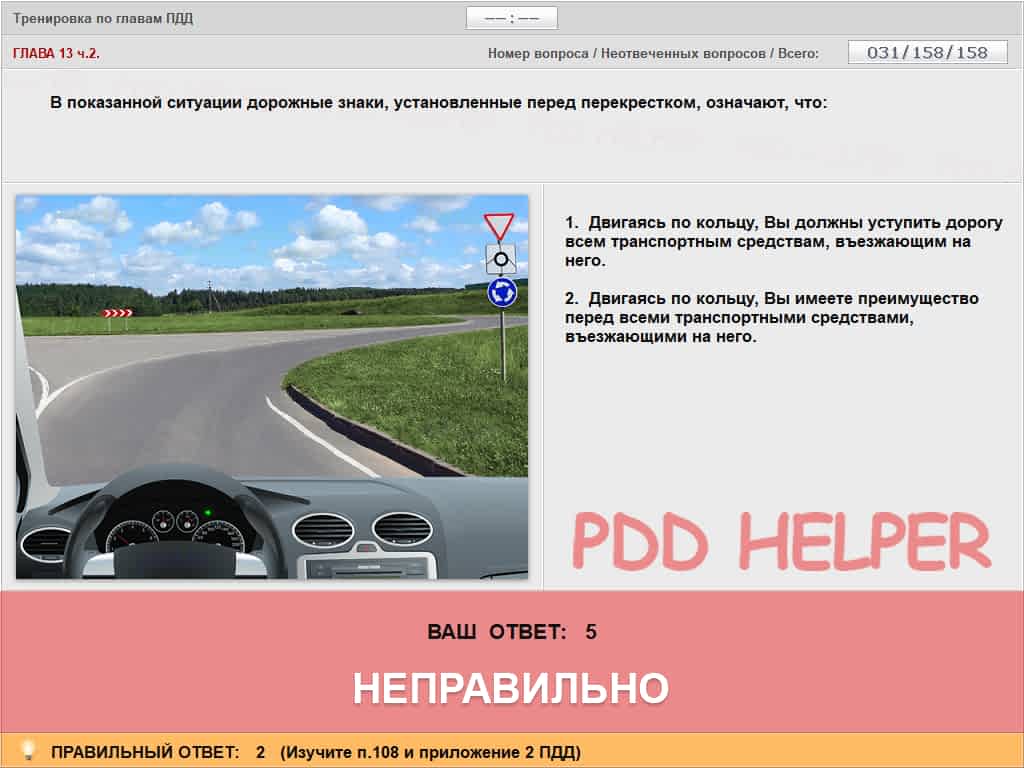 Тренировка по главам ПДД
–– : ––
ГЛАВА 13 ч.2.
Номер вопроса / Неотвеченных вопросов / Всего:
031/158/158
В показанной ситуации дорожные знаки, установленные перед перекрестком, означают, что:
1. Двигаясь по кольцу, Вы должны уступить дорогу
всем транспортным средствам, въезжающим на
него.
2. Двигаясь по кольцу, Вы имеете преимущество
перед всеми транспортными средствами,
въезжающими на него.
PDD HELPER
ВАШ ОТВЕТ: 5
НЕПРАВИЛЬНО
ПРАВИЛЬНЫЙ ОТВЕТ: 2 (Изучите п.108 и приложение 2 ПДД)